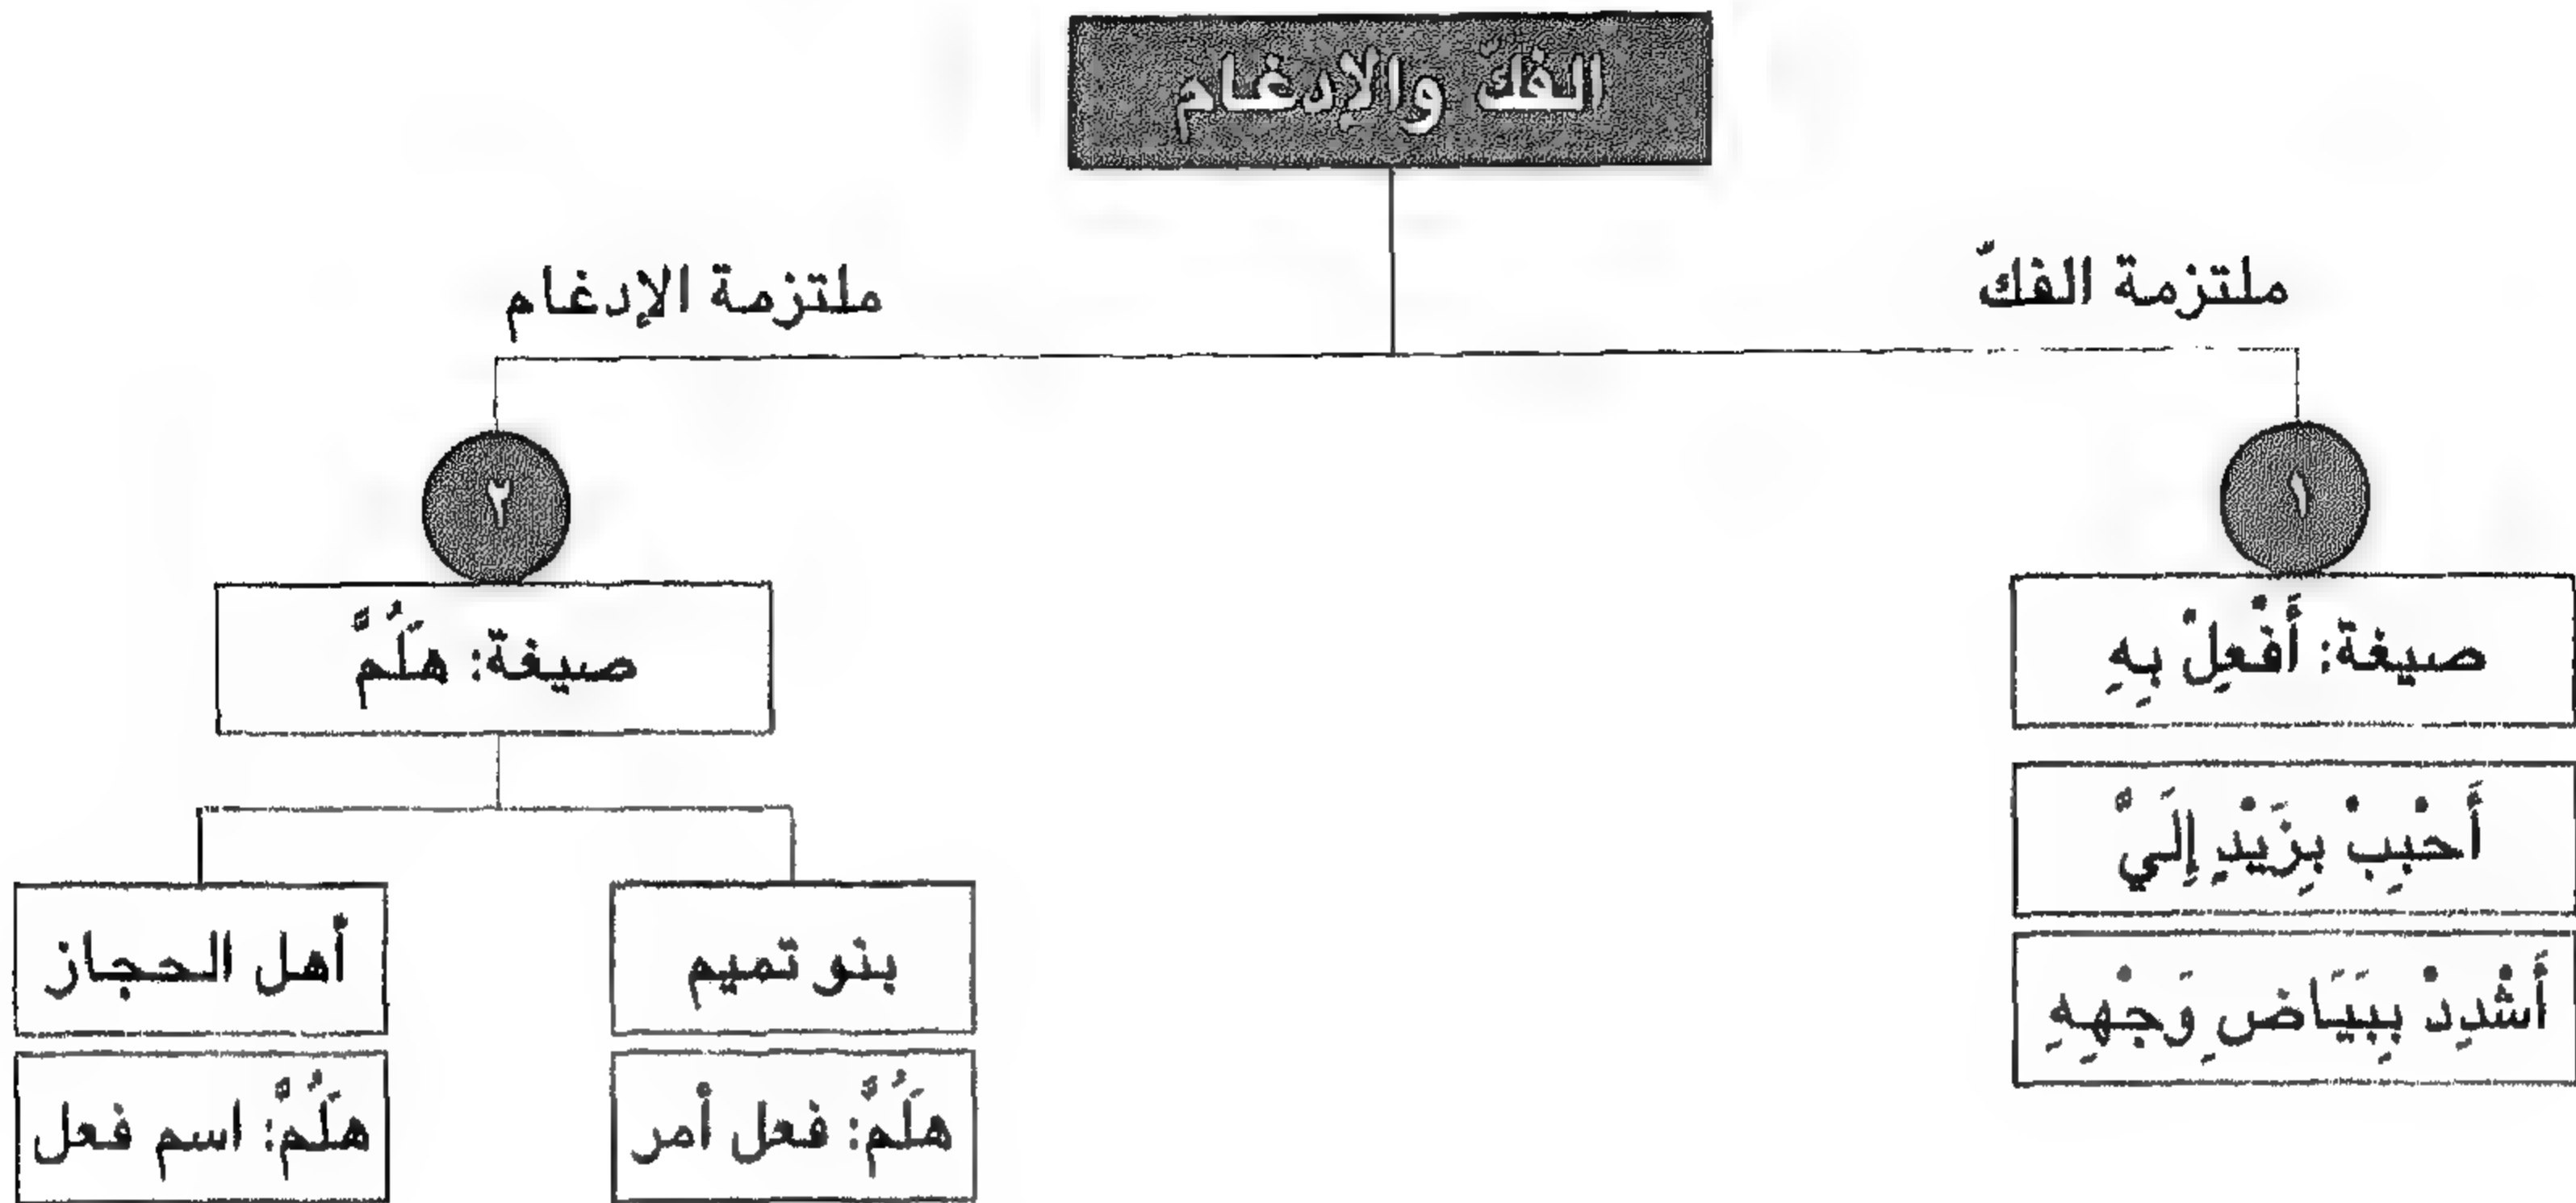 الفكّ والإدغام
ملتزمة الفكّ
ملتزمة الإدغام
١
صيغة: أَفْعِلْ بِهِ
أَحْبِبْ بِزَيْدٍ إِلَيَّ
أَشْدِدْ بِبَيَاضِ وَجْهِهِ
٢
صيغة: هَلُمَّ
بنو تميم
هَلُمَّ: فعل أمر
أهل الحجاز
هَلُمَّ: اسم فعل